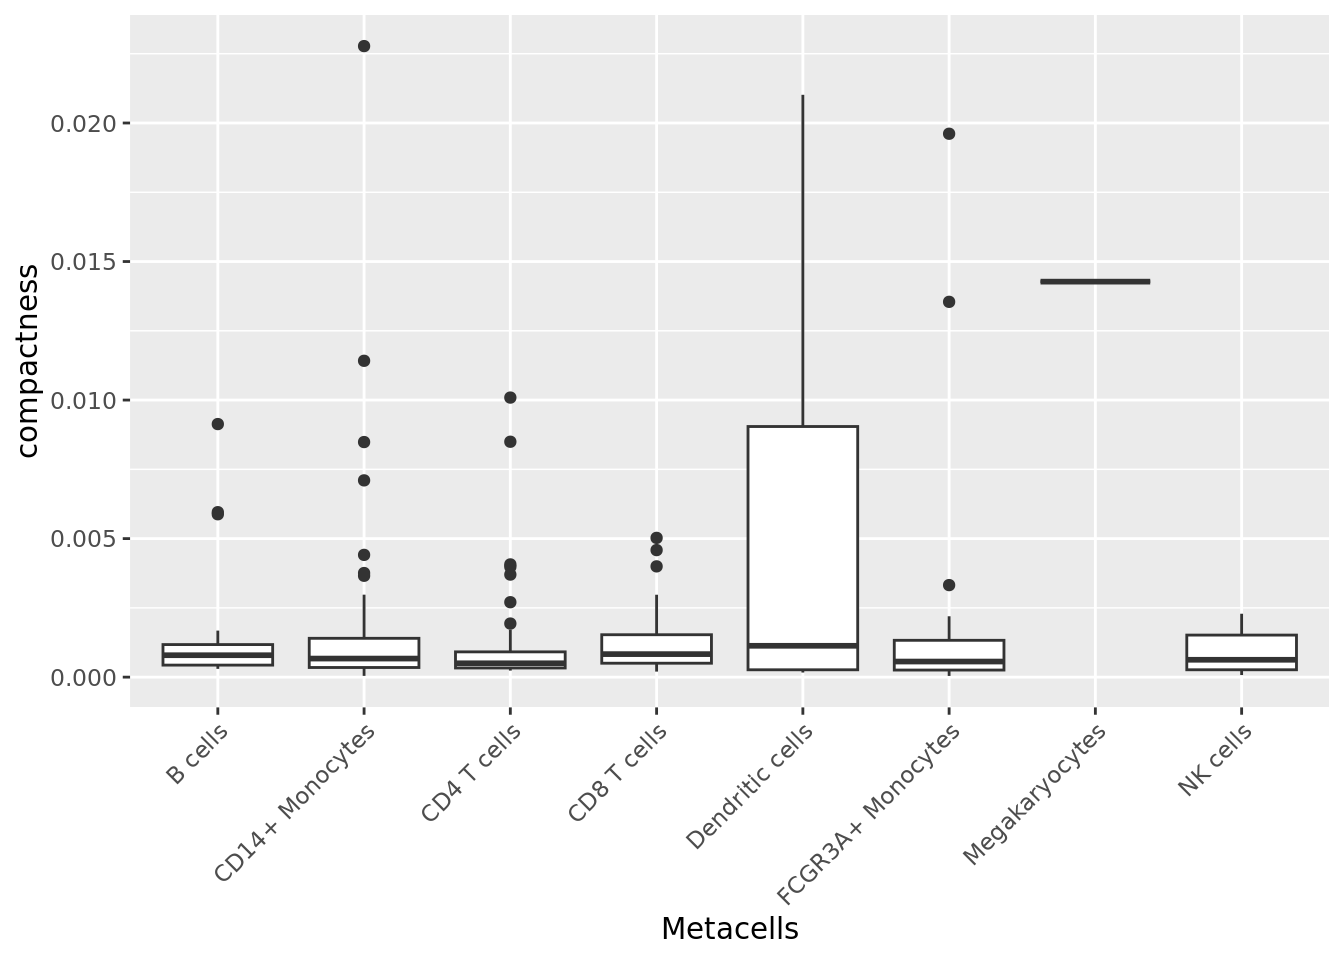 compactness
0.020
0.015
0.010
0.005
0.000
B cells
CD14+ Monocytes
CD4 T cells
CD8 T cells
Dendritic cells
FCGR3A+ Monocytes
Megakaryocytes
NK cells
Metacells